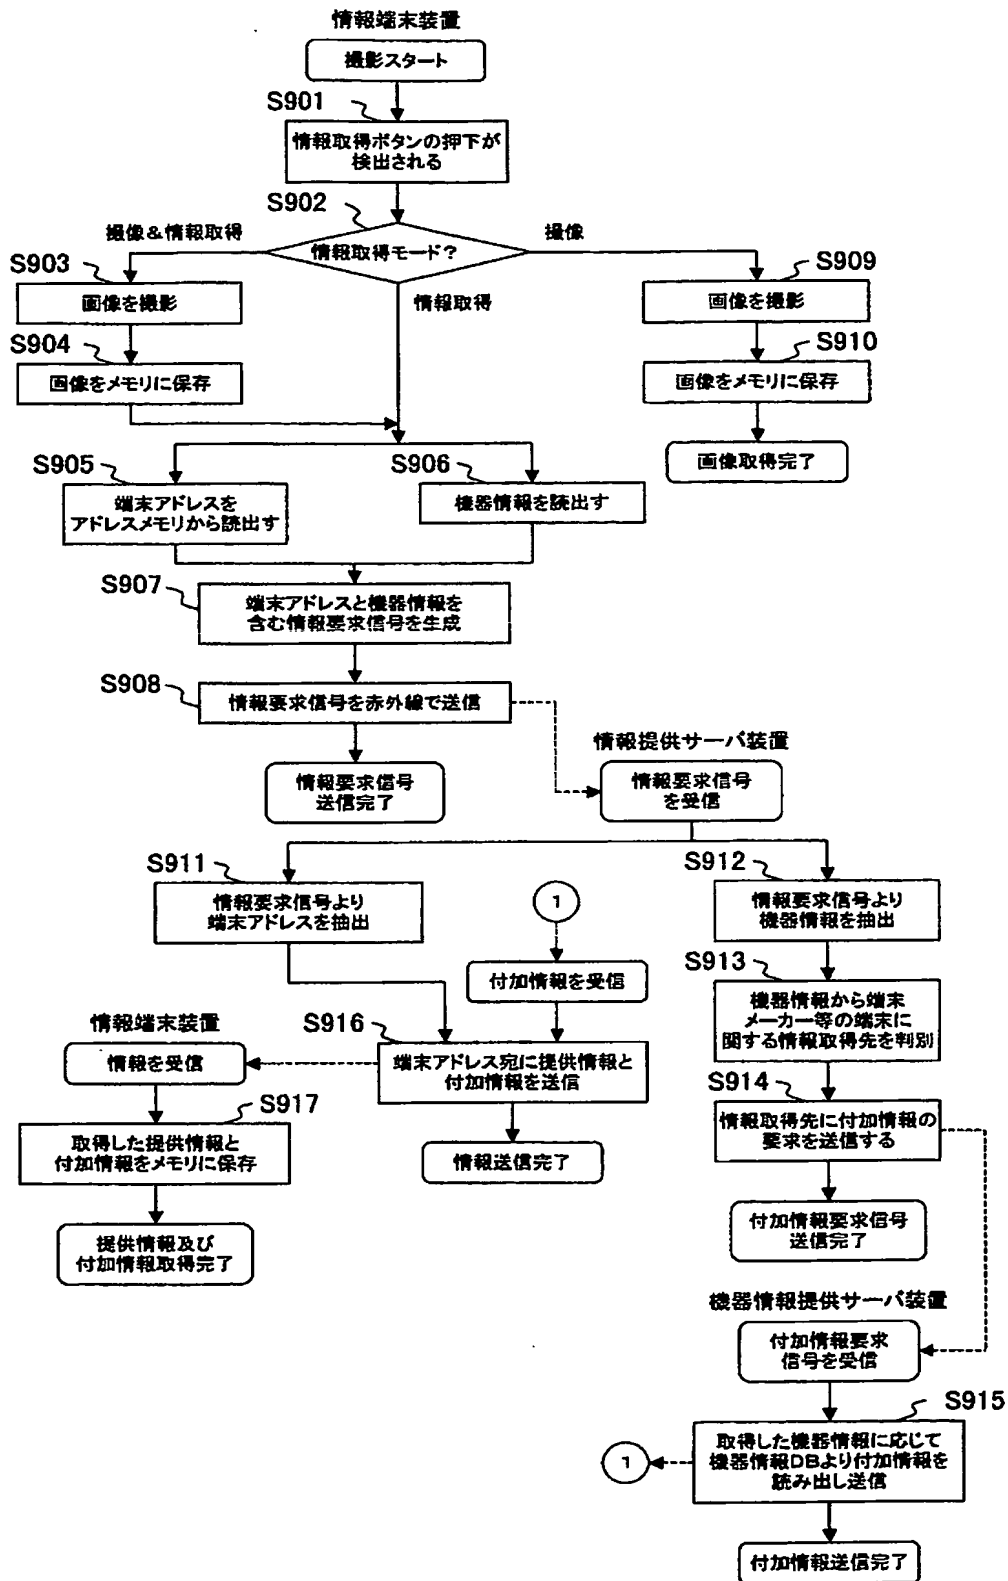 情報端末装置
撮影スタート
S901
情報取得ボタンの押下が
検出される
S902
撮像&情報取得
情報取得モード?
撮像
情報取得
S903
画像を撮影
S904
画像をメモリに保存
S909
画像を撮影
S910
画像をメモリに保存
画像取得完了
S905
端末アドレスを
アドレスメモリから読出す
S906
機器情報を読出す
S907
端末アドレスと機器情報を
含む情報要求信号を生成
S908
情報要求信号を赤外線で送信
情報要求信号
送信完了
情報提供サーバ装置
情報要求信号
を受信
S911
情報要求信号より
端末アドレスを抽出
S912
情報要求信号より
機器情報を抽出
1
付加情報を受信
S913
機器情報から端末
メーカー等の端末に
関する情報取得先を判別
S914
情報取得先に付加情報の
要求を送信する
付加情報要求信号
送信完了
S916
端末アドレス宛に提供情報と
付加情報を送信
情報送信完了
情報端末装置
情報を受信
S917
取得した提供情報と
付加情報をメモリに保存
提供情報及び
付加情報取得完了
機器情報提供サーバ装置
付加情報要求
信号を受信
S915
取得した機器情報に応じて
機器情報DBより付加情報を
読み出し送信
1
付加情報送信完了